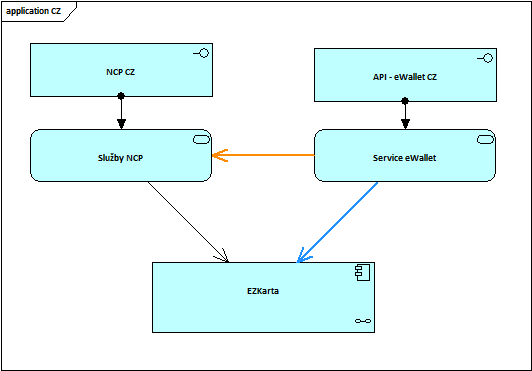 application CZ
NCP CZ
API - eWallet CZ
Služby NCP
Service eWallet
EZKarta